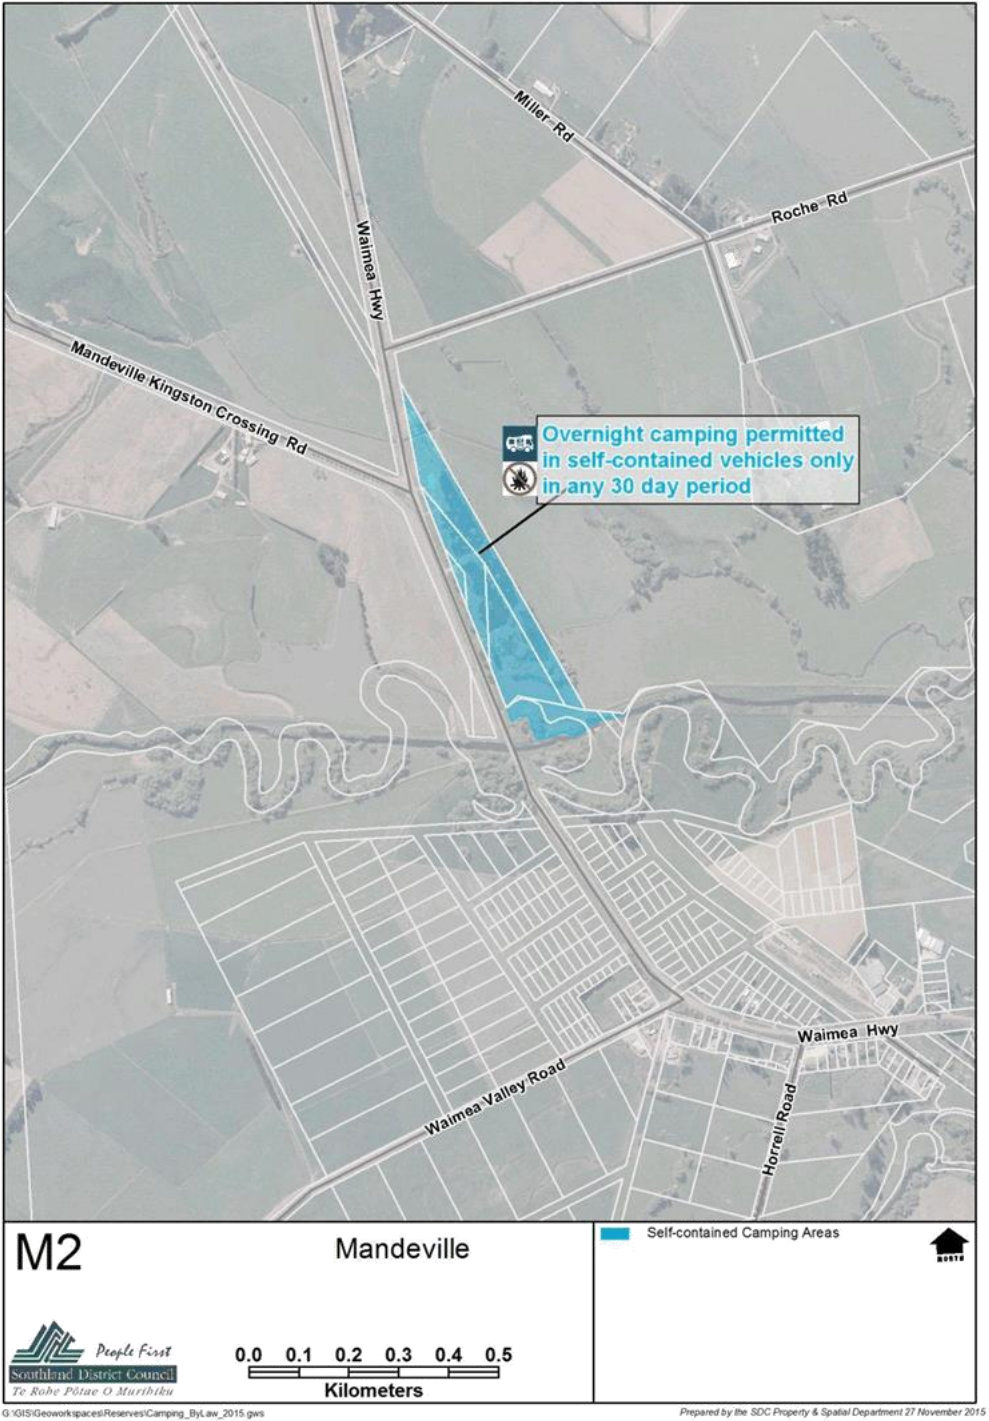 Miller Rd
Roche Rd
Waimea Hwy
Mandeville Kingston Crossing Rd
Overnight camping permitted
in self-contained vehicles only
in any 30 day period
Waimea Hwy
Waimea Valley Road
Horrell Road
M2
Mandeville
Self-contained Camping Areas
NORTH
People First
Southland District Council
Te Rohe Pōtae O Murihiku
0.0 0.1 0.2 0.3 0.4 0.5
Kilometers
G:\GIS\Geoworkspaces\Reserves\Camping_ByLaw_2015.gws
Prepared by the SDC Property & Spatial Department 27 November 2015